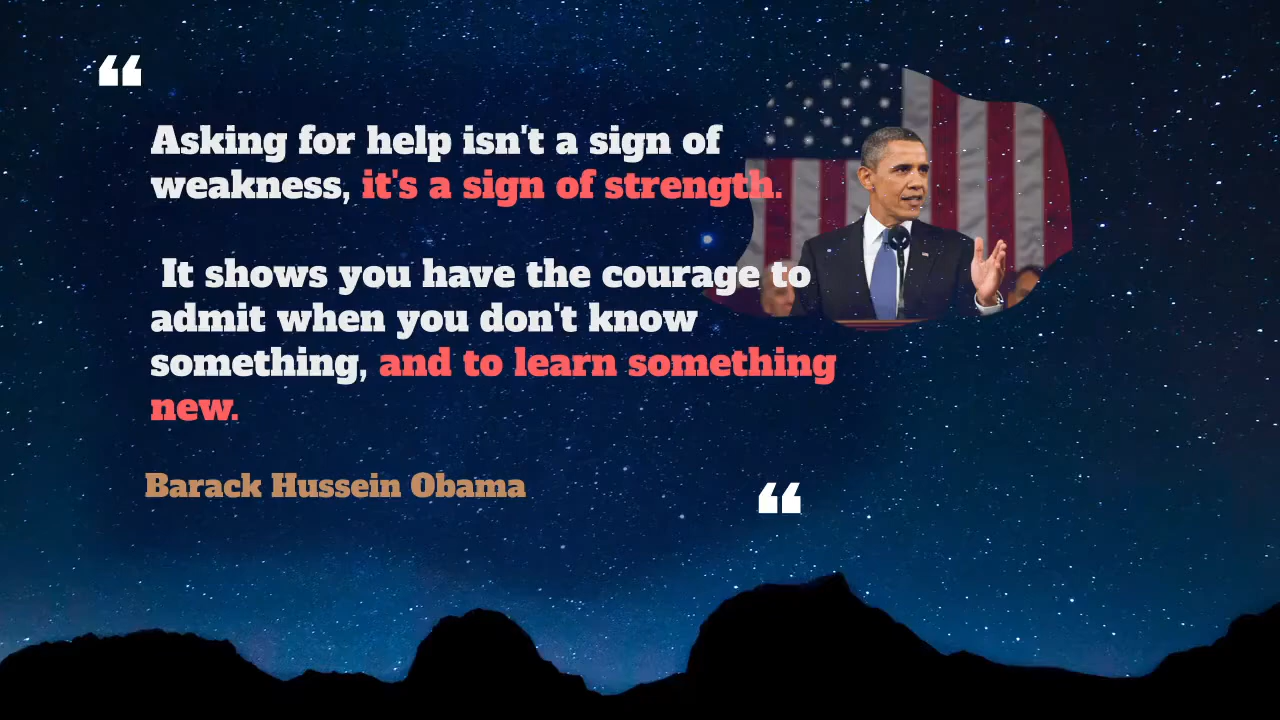 “
Asking for help isn't a sign of
weakness, it's a sign of strength.
It shows you have the courage to
admit when you don't know
something, and to learn something
new.
Barack Hussein Obama
“